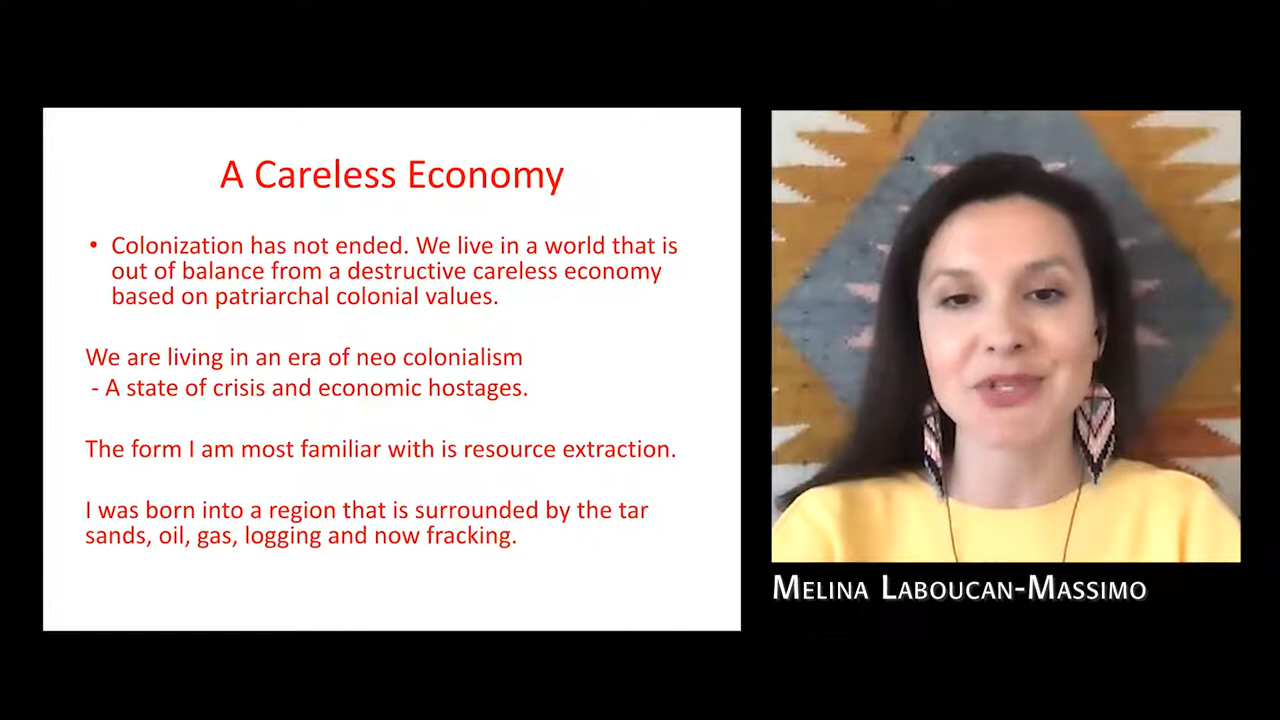 A Careless Economy
• Colonization has not ended. We live in a world that is
out of balance from a destructive careless economy
based on patriarchal colonial values.
We are living in an era of neo colonialism
- A state of crisis and economic hostages.
The form I am most familiar with is resource extraction.
I was born into a region that is surrounded by the tar
sands, oil, gas, logging and now fracking.
Melina Laboucan-Massimo